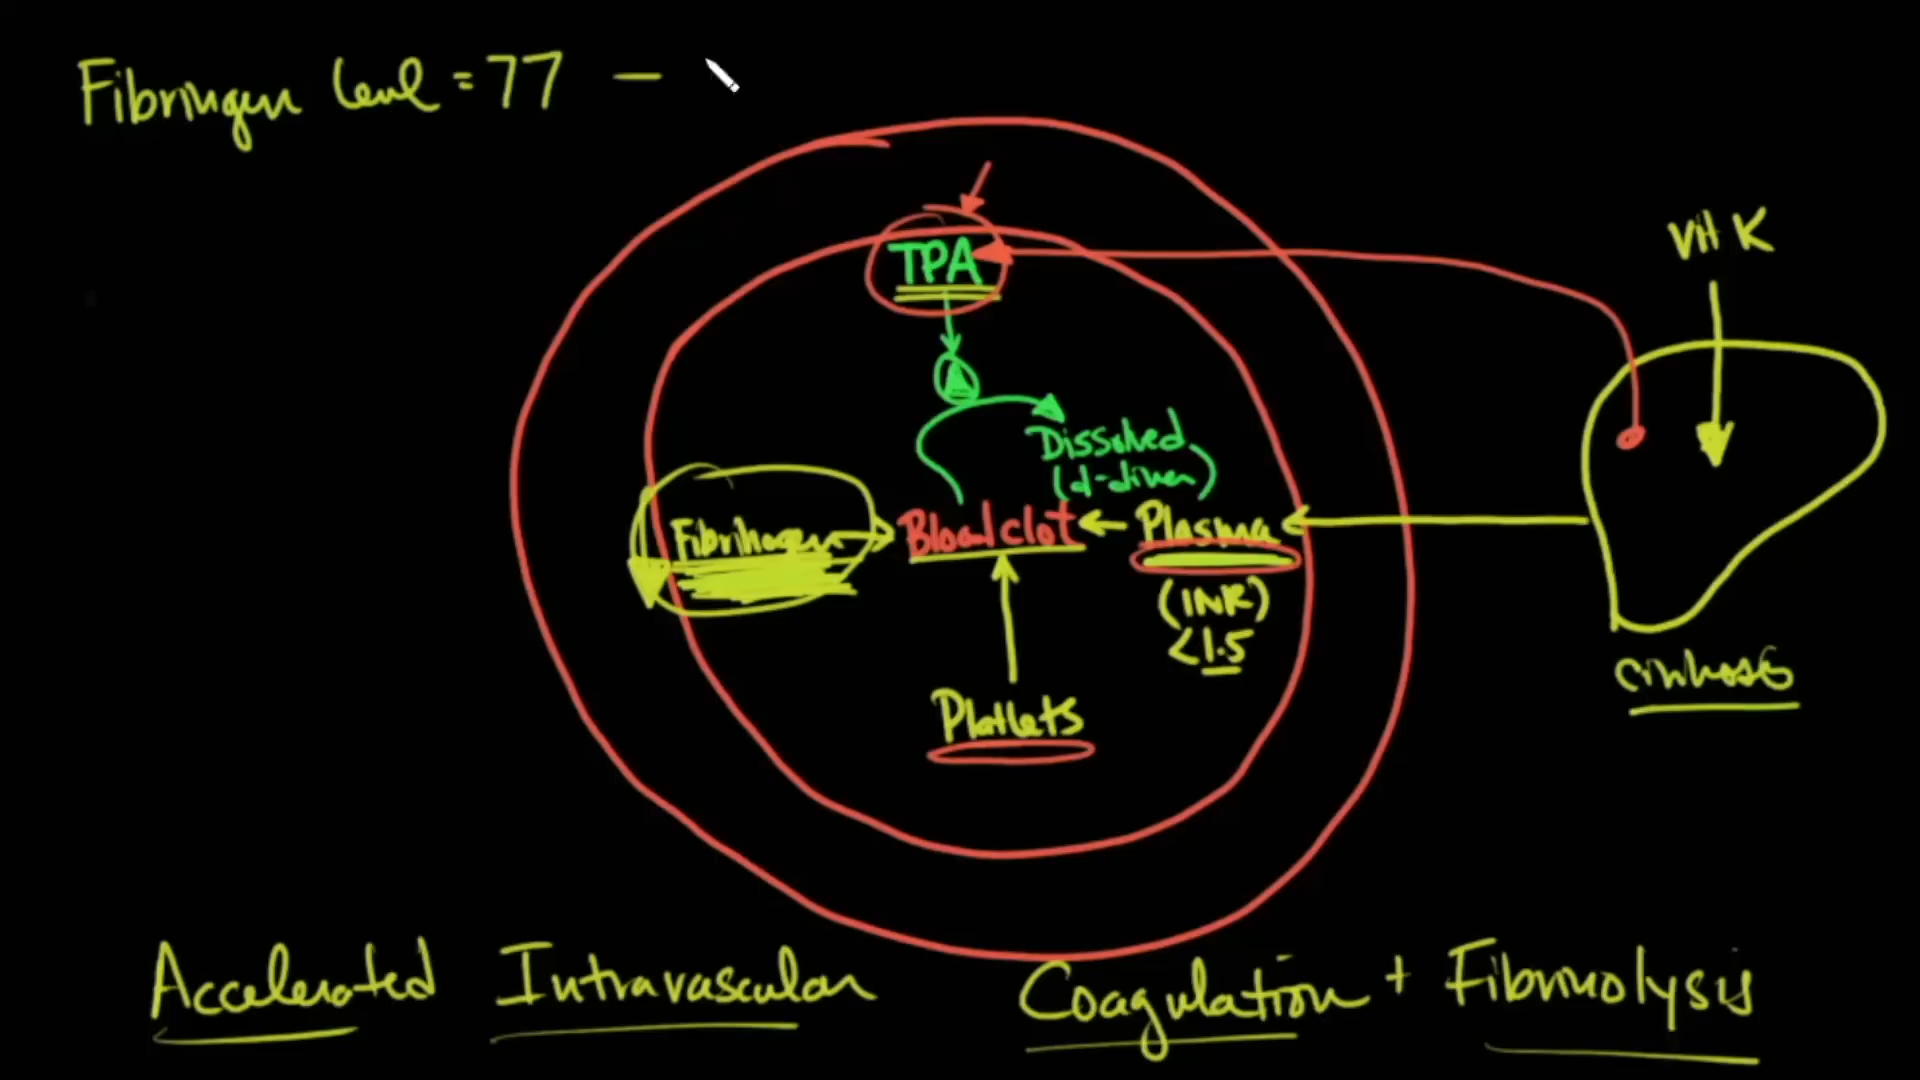 Fibrinogen level = 77 —
Vit K
TPA
Dissolved
(d-dimer)
Fibrinogen
Blood clot
Plasma
(INR)
<1.5
Platlets
cirrhosis
Accelerated Intravascular Coagulation + Fibrinolysis